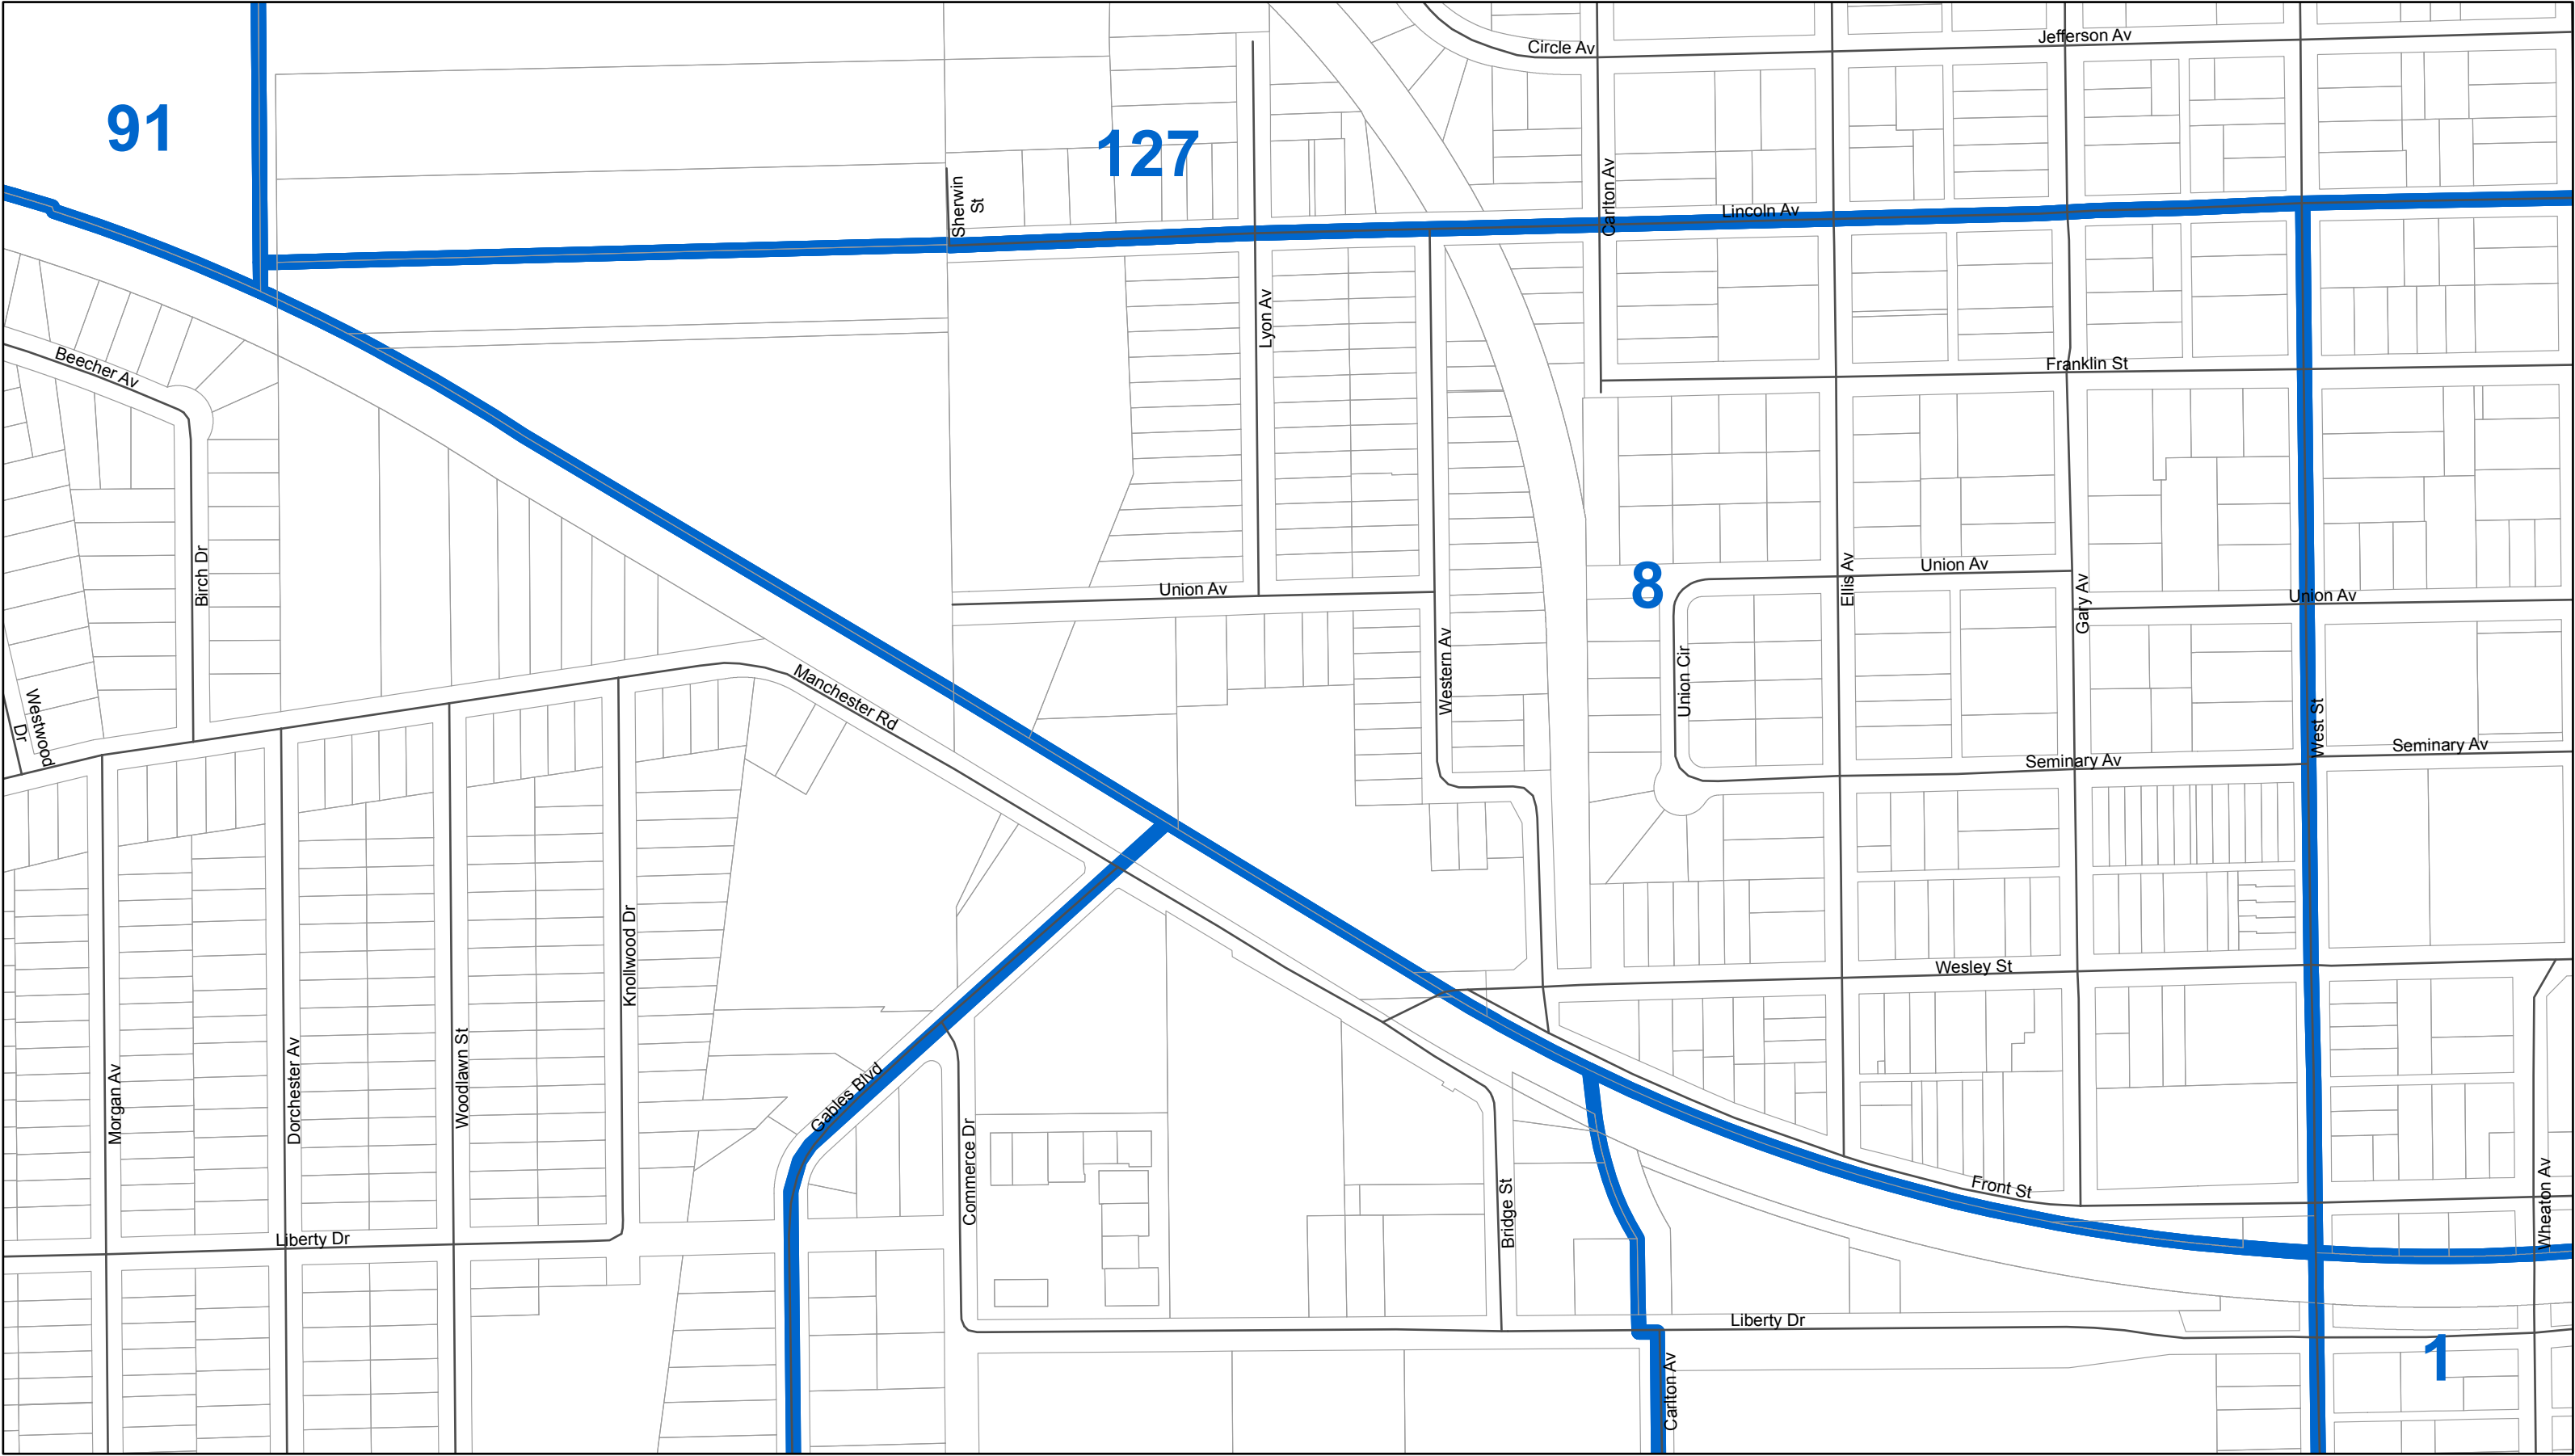 Circle Av
Jefferson Av
91
127
Carlton Av
Sherwin
St
Lincoln Av
Lyon Av
Beecher Av
Franklin St
Birch Dr
Union Av
8
Ellis Av
Union Av
Gary Av
Union Av
Western Av
Union Cir
Westwood
Dr
Manchester Rd
West St
Seminary Av
Seminary Av
Knollwood Dr
Wesley St
Morgan Av
Dorchester Av
Woodlawn St
Gables Blvd
Commerce Dr
Bridge St
Front St
Wheaton Av
Liberty Dr
Liberty Dr
1
Carlton Av